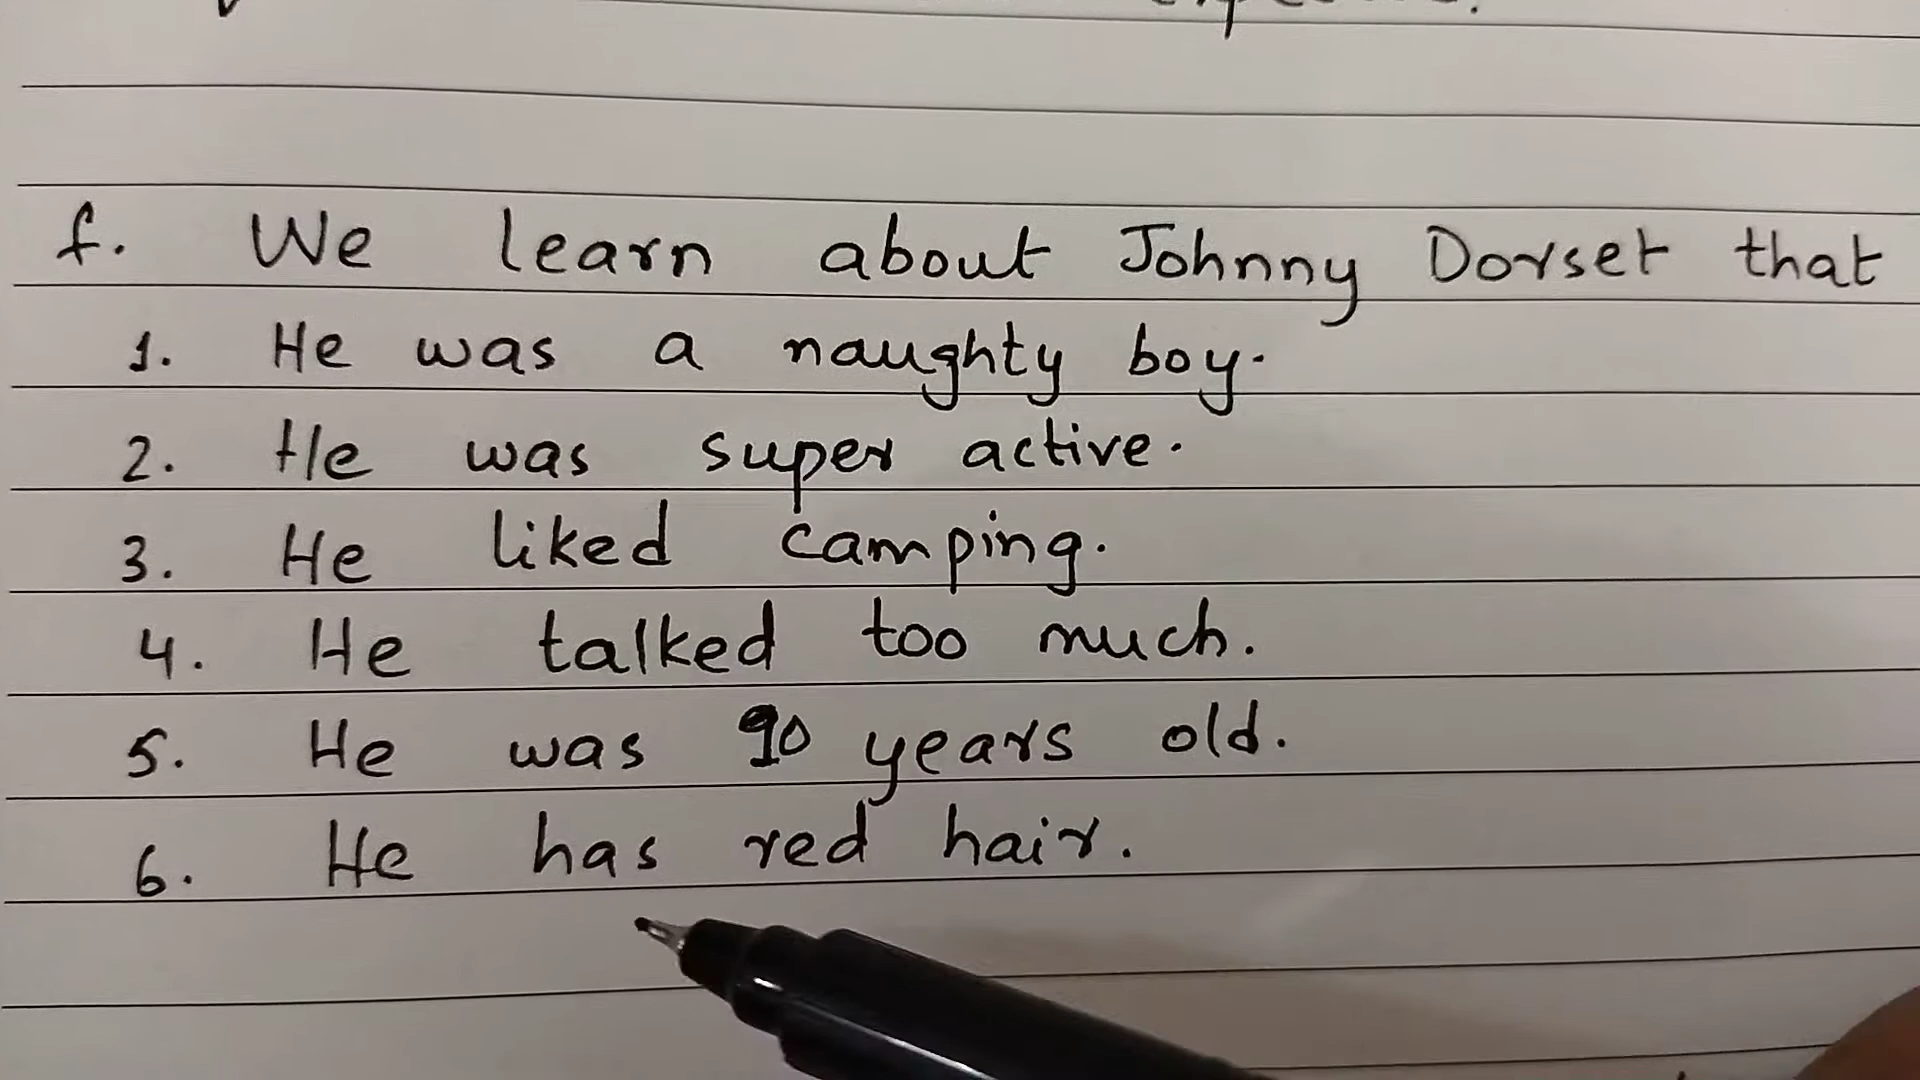 f. We learn about Johnny Dorset that
1. He was a naughty boy.
2. He was super active.
3. He liked camping.
4. He talked too much.
5. He was 10 years old.
6. He has red hair.